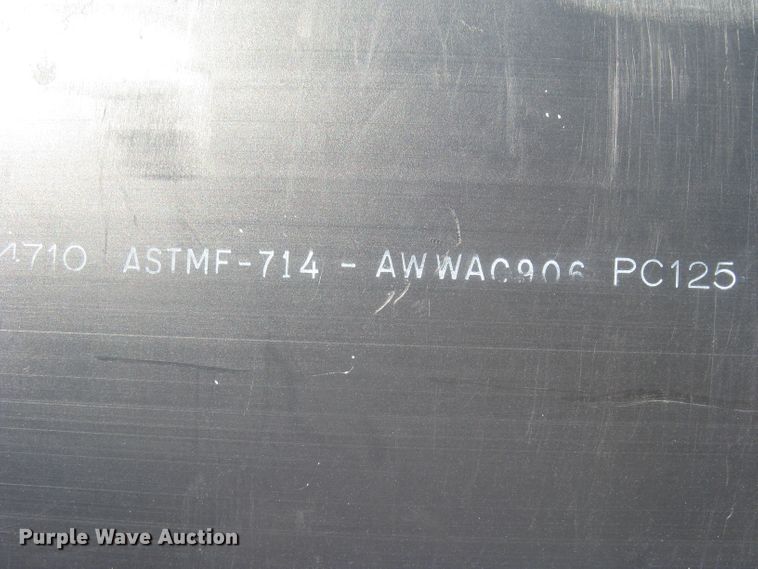 4710 ASTMF-714 - AWWAC906 PC125
Purple Wave Auction